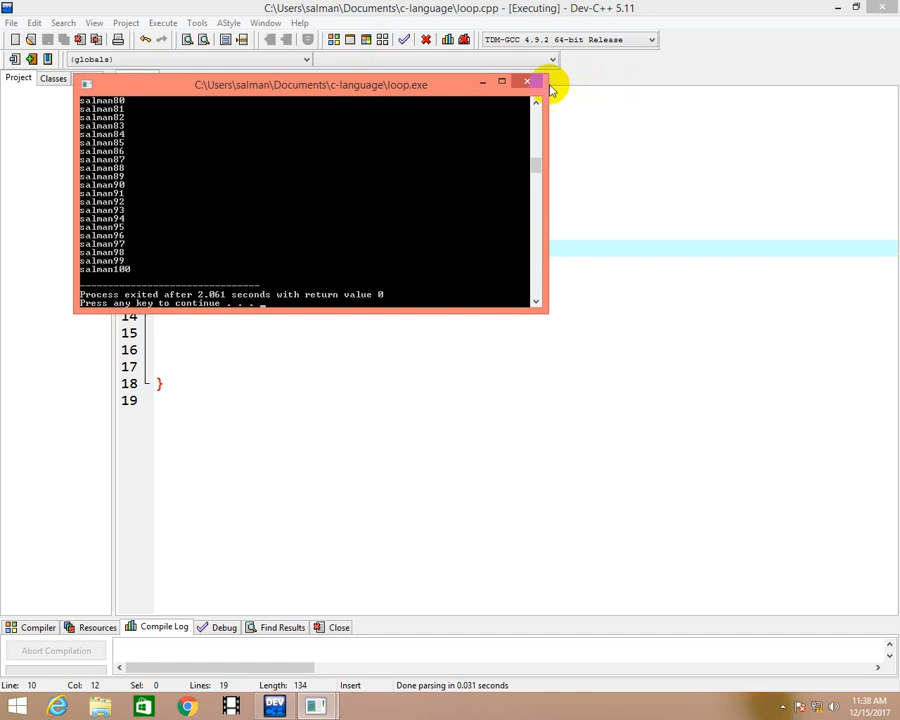 C:\Users\salman\Documents\c-language\loop.cpp - [Executing] - Dev-C++ 5.11
File Edit Search View Project Execute Tools AStyle Window Help
TDM-GCC 4.9.2 64-bit Release
(globals)
Project Classes
C:\Users\salman\Documents\c-language\loop.exe
salman80
salman81
salman82
salman83
salman84
salman85
salman86
salman87
salman88
salman89
salman90
salman91
salman92
salman93
salman94
salman95
salman96
salman97
salman98
salman99
salman100
--------------------------------
Process exited after 2.061 seconds with return value 0
Press any key to continue . . . _
14
15
16
17
18 }
19
Compiler Resources Compile Log Debug Find Results Close
Abort Compilation
Line: 10 Col: 12 Sel: 0 Lines: 19 Length: 134 Insert Done parsing in 0.031 seconds
DEV
11:38 AM
12/15/2017